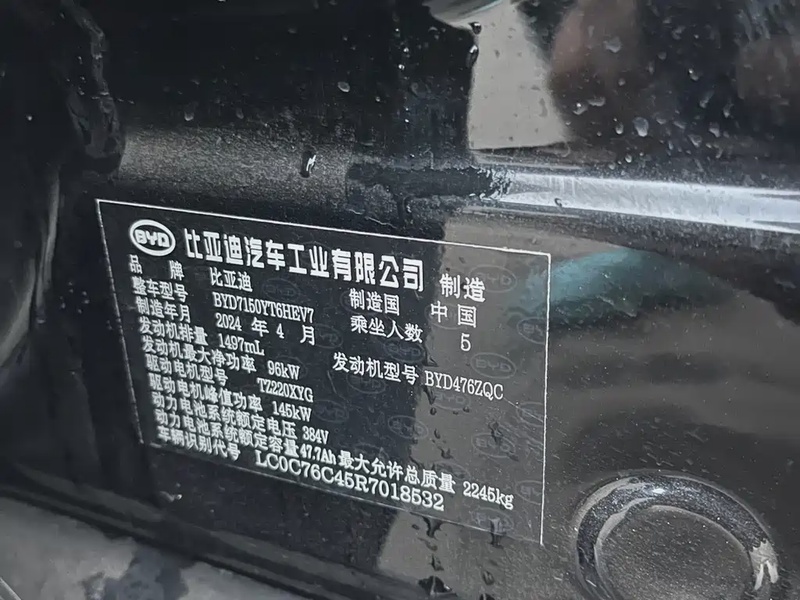 BYD 比亚迪汽车工业有限公司 制造
品牌 比亚迪 制造国 中国
整车型号 BYD7150YT6HEV7 乘坐人数 5
制造年月 2024 年 4 月
发动机排量 1497mL 发动机型号 BYD476ZQC
发动机最大净功率 96kW
驱动电机型号 TZ220XYG
驱动电机峰值功率 145kW
动力电池系统额定电压 384V
动力电池系统额定容量 47.7Ah 最大允许总质量 2245kg
车辆识别代号 LC0C76C45R7018532